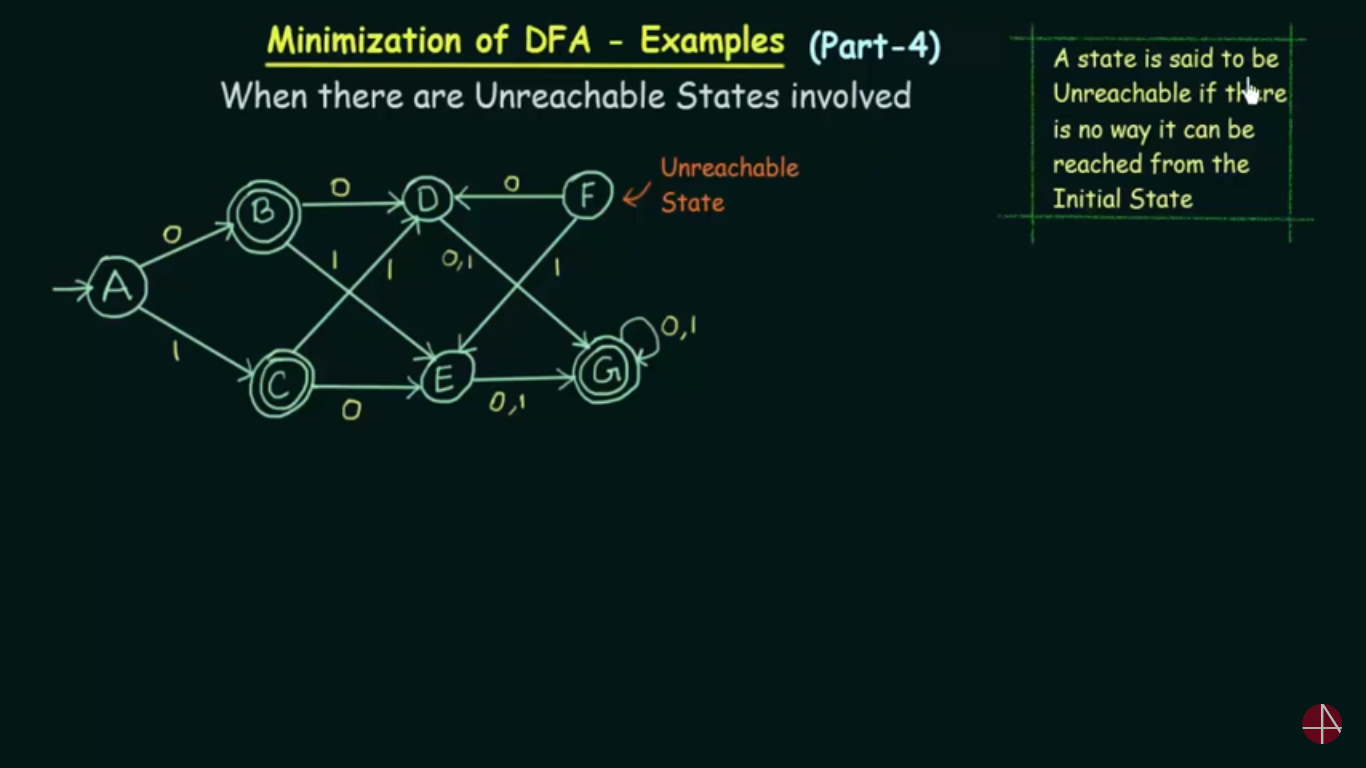 Minimization of DFA - Examples (Part-4)
When there are Unreachable States involved
A state is said to be
Unreachable if there
is no way it can be
reached from the
Initial State
Unreachable
State
B
0
D
0
F
0
1
1
0,1
1
A
1
0,1
C
0
E
0,1
G